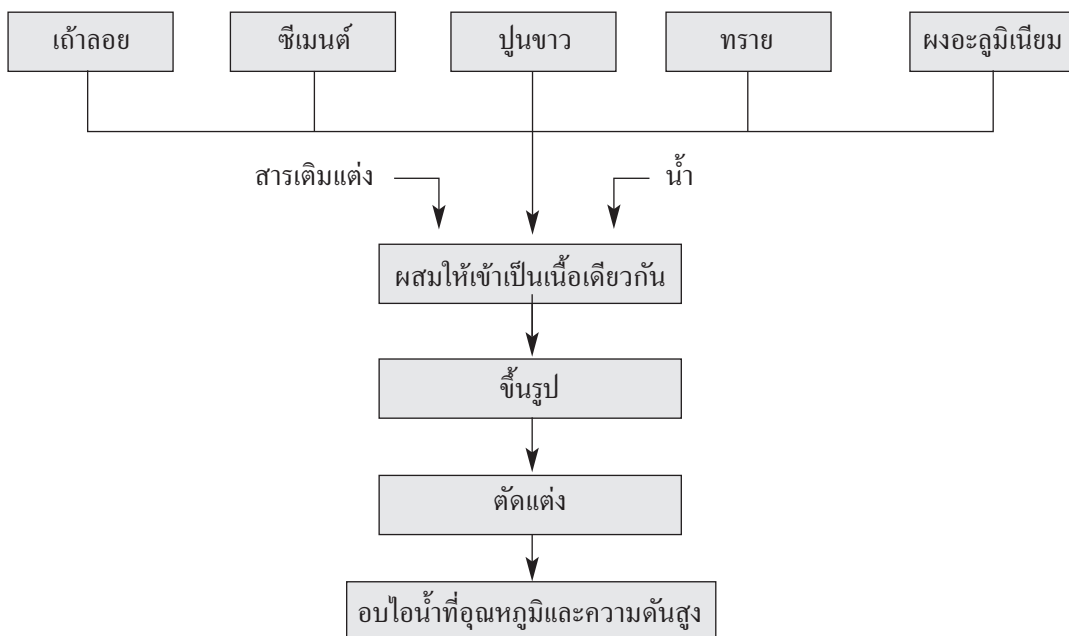 เถ้าลอย
ซีเมนต์
ปูนขาว
ทราย
ผงอะลูมิเนียม
สารเติมแต่ง
น้ำ
ผสมให้เข้าเป็นเนื้อเดียวกัน
ขึ้นรูป
ตัดแต่ง
อบไอน้ำที่อุณหภูมิและความดันสูง